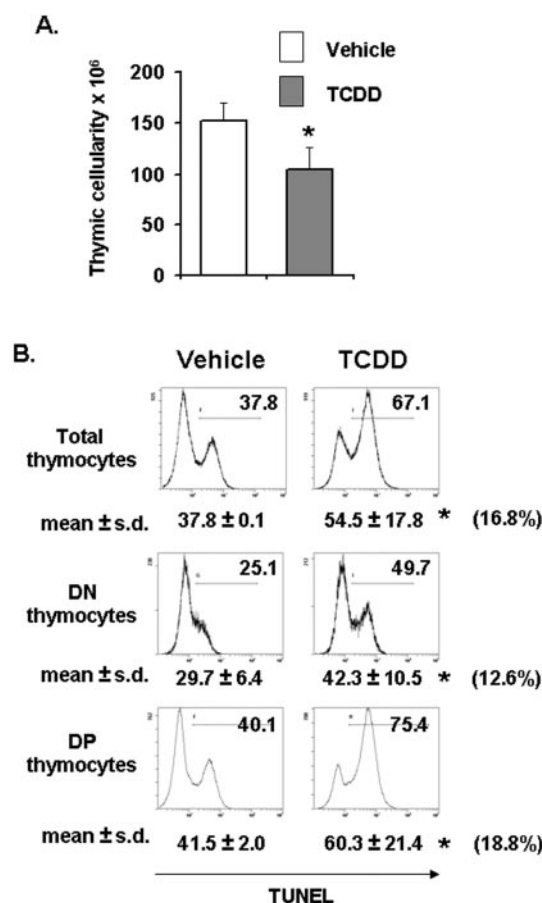 A.
Vehicle
TCDD
Thymic cellularity x 10⁶
200
150
100
50
0
*
B.
Vehicle TCDD
Total thymocytes
37.8 67.1
mean ± s.d. 37.8 ± 0.1 54.5 ± 17.8 * (16.8%)
DN thymocytes
25.1 49.7
mean ± s.d. 29.7 ± 6.4 42.3 ± 10.5 * (12.6%)
DP thymocytes
40.1 75.4
mean ± s.d. 41.5 ± 2.0 60.3 ± 21.4 * (18.8%)
TUNEL